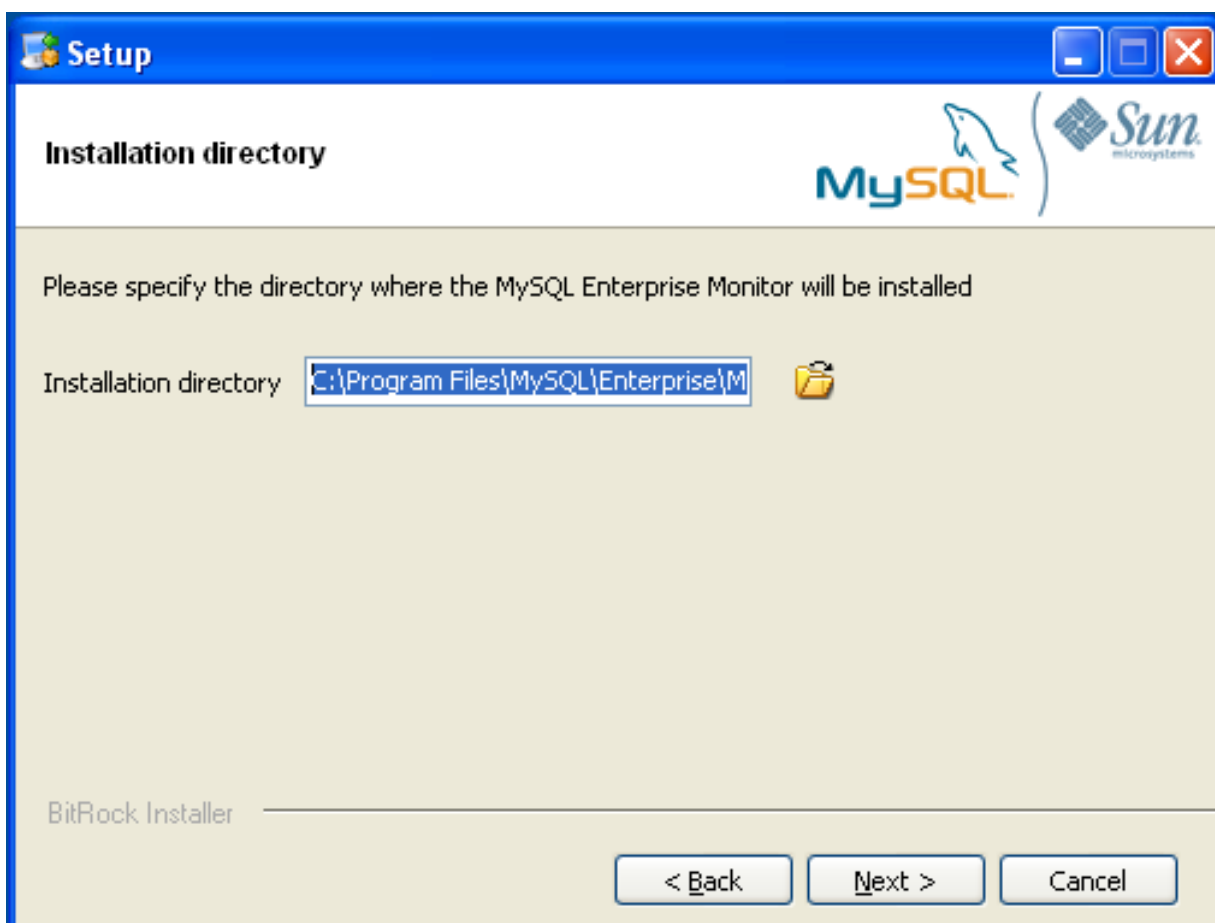 Setup
Installation directory
MySQL
Sun
microsystems
Please specify the directory where the MySQL Enterprise Monitor will be installed
Installation directory C:\Program Files\MySQL\Enterprise\M
BitRock Installer
< Back Next > Cancel